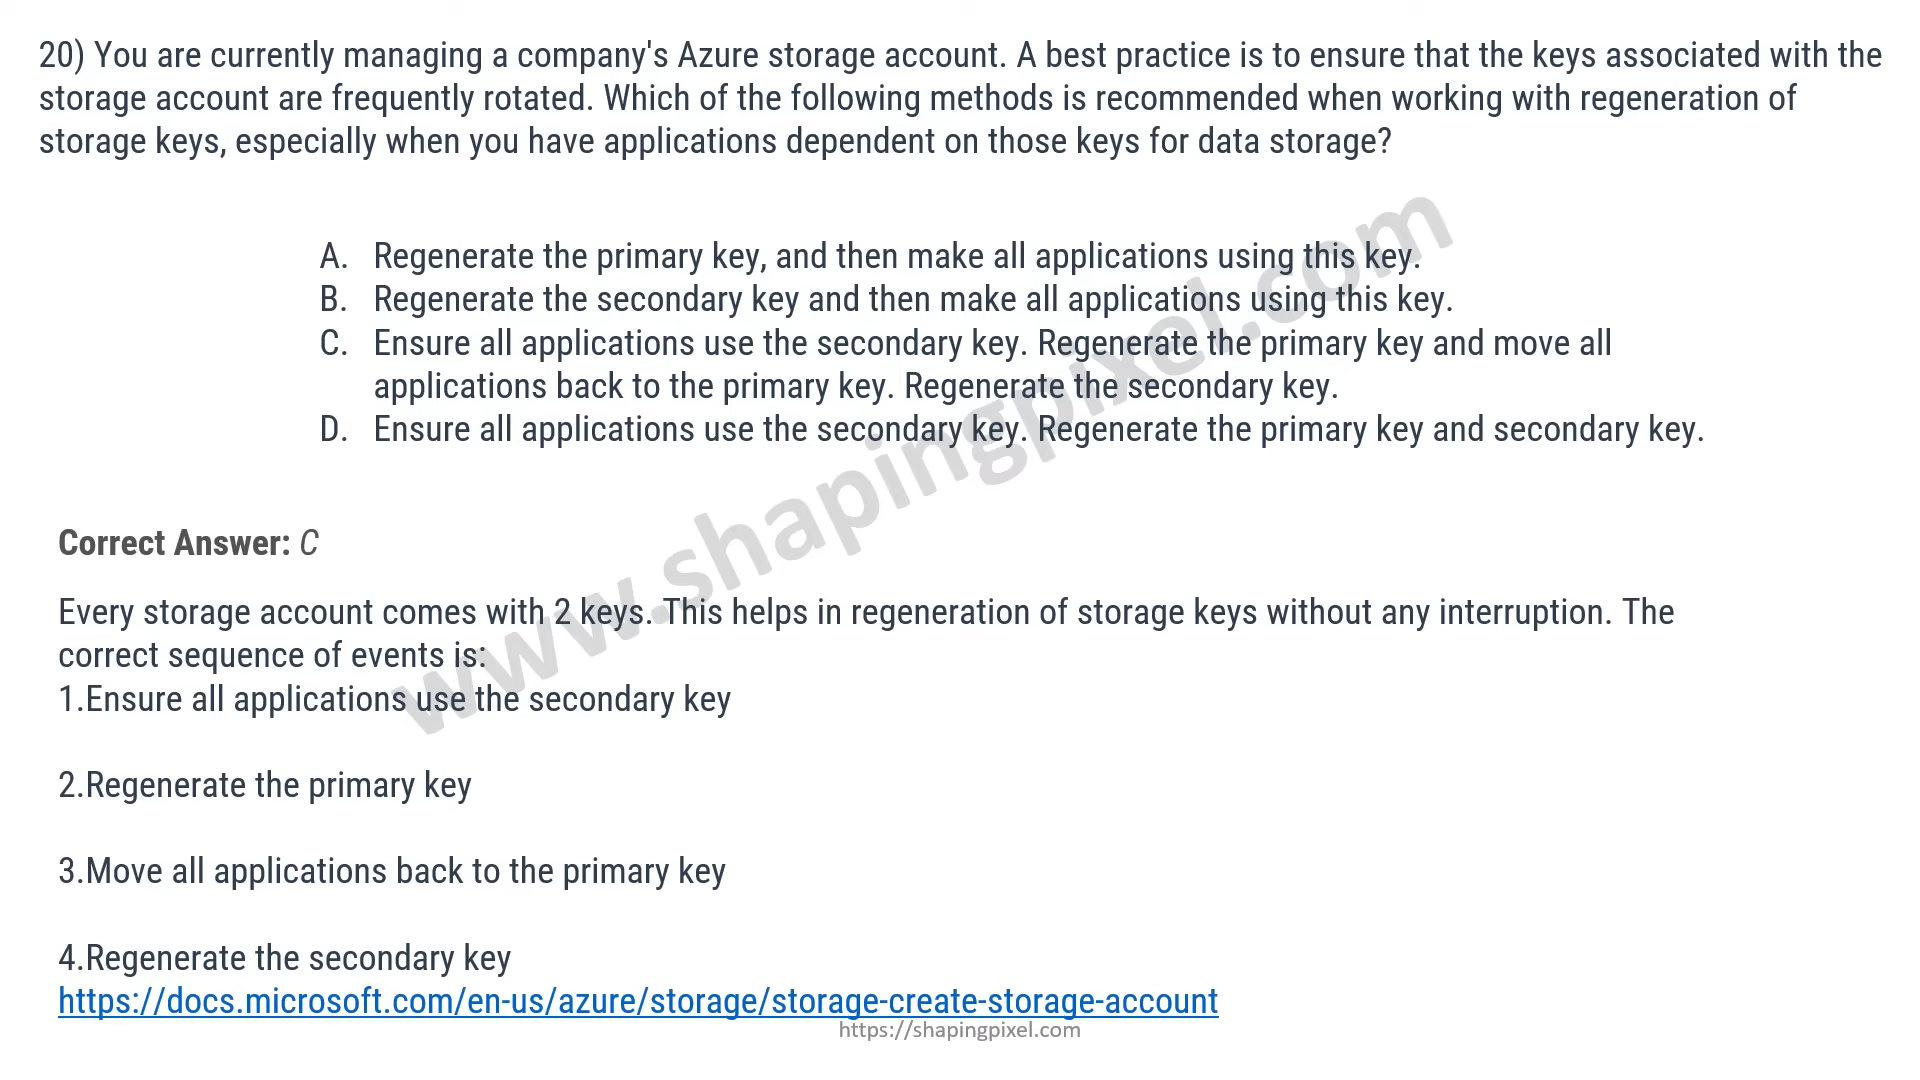 20) You are currently managing a company's Azure storage account. A best practice is to ensure that the keys associated with the
storage account are frequently rotated. Which of the following methods is recommended when working with regeneration of
storage keys, especially when you have applications dependent on those keys for data storage?
A. Regenerate the primary key, and then make all applications using this key.
B. Regenerate the secondary key and then make all applications using this key.
C. Ensure all applications use the secondary key. Regenerate the primary key and move all
applications back to the primary key. Regenerate the secondary key.
D. Ensure all applications use the secondary key. Regenerate the primary key and secondary key.
www.shapingpixel.com
Correct Answer: C
Every storage account comes with 2 keys. This helps in regeneration of storage keys without any interruption. The
correct sequence of events is:
1.Ensure all applications use the secondary key
2.Regenerate the primary key
3.Move all applications back to the primary key
4.Regenerate the secondary key
https://docs.microsoft.com/en-us/azure/storage/storage-create-storage-account
https://shapingpixel.com